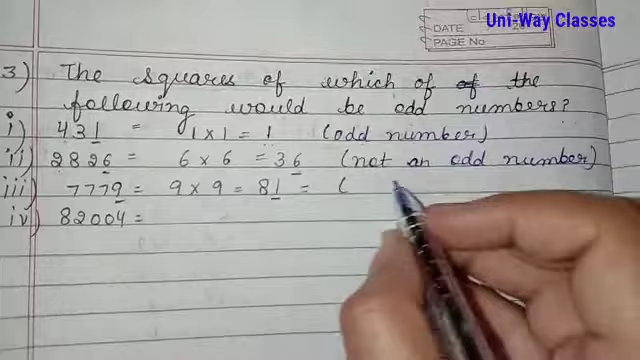 Uni-Way Classes
DATE
PAGE No
3) The squares of which of of the
following would be odd numbers?
i) 431 = 1 x 1 = 1 (odd number)
ii) 2826 = 6 x 6 = 36 (not an odd number)
iii) 7779 = 9 x 9 = 81 = (
iv) 82004 =